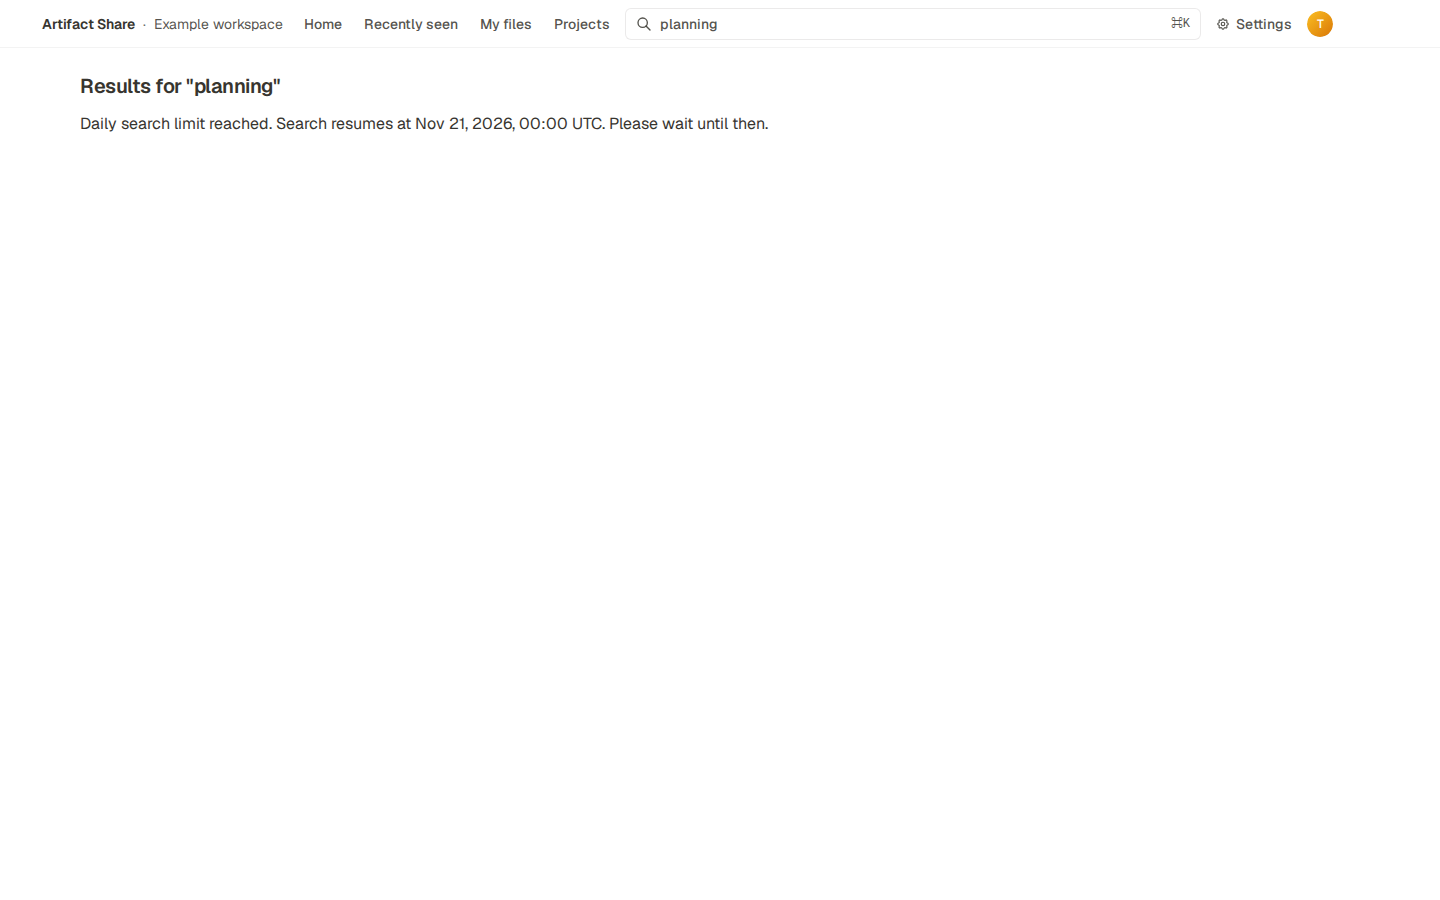 Artifact Share · Example workspace Home Recently seen My files Projects planning ⌘K Settings T
Results for "planning"
Daily search limit reached. Search resumes at Nov 21, 2026, 00:00 UTC. Please wait until then.